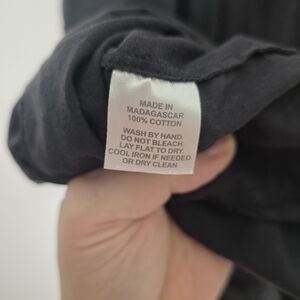 MADE IN
MADAGASCAR
100% COTTON
WASH BY HAND.
DO NOT BLEACH.
LAY FLAT TO DRY.
COOL IRON IF NEEDED
OR DRY CLEAN